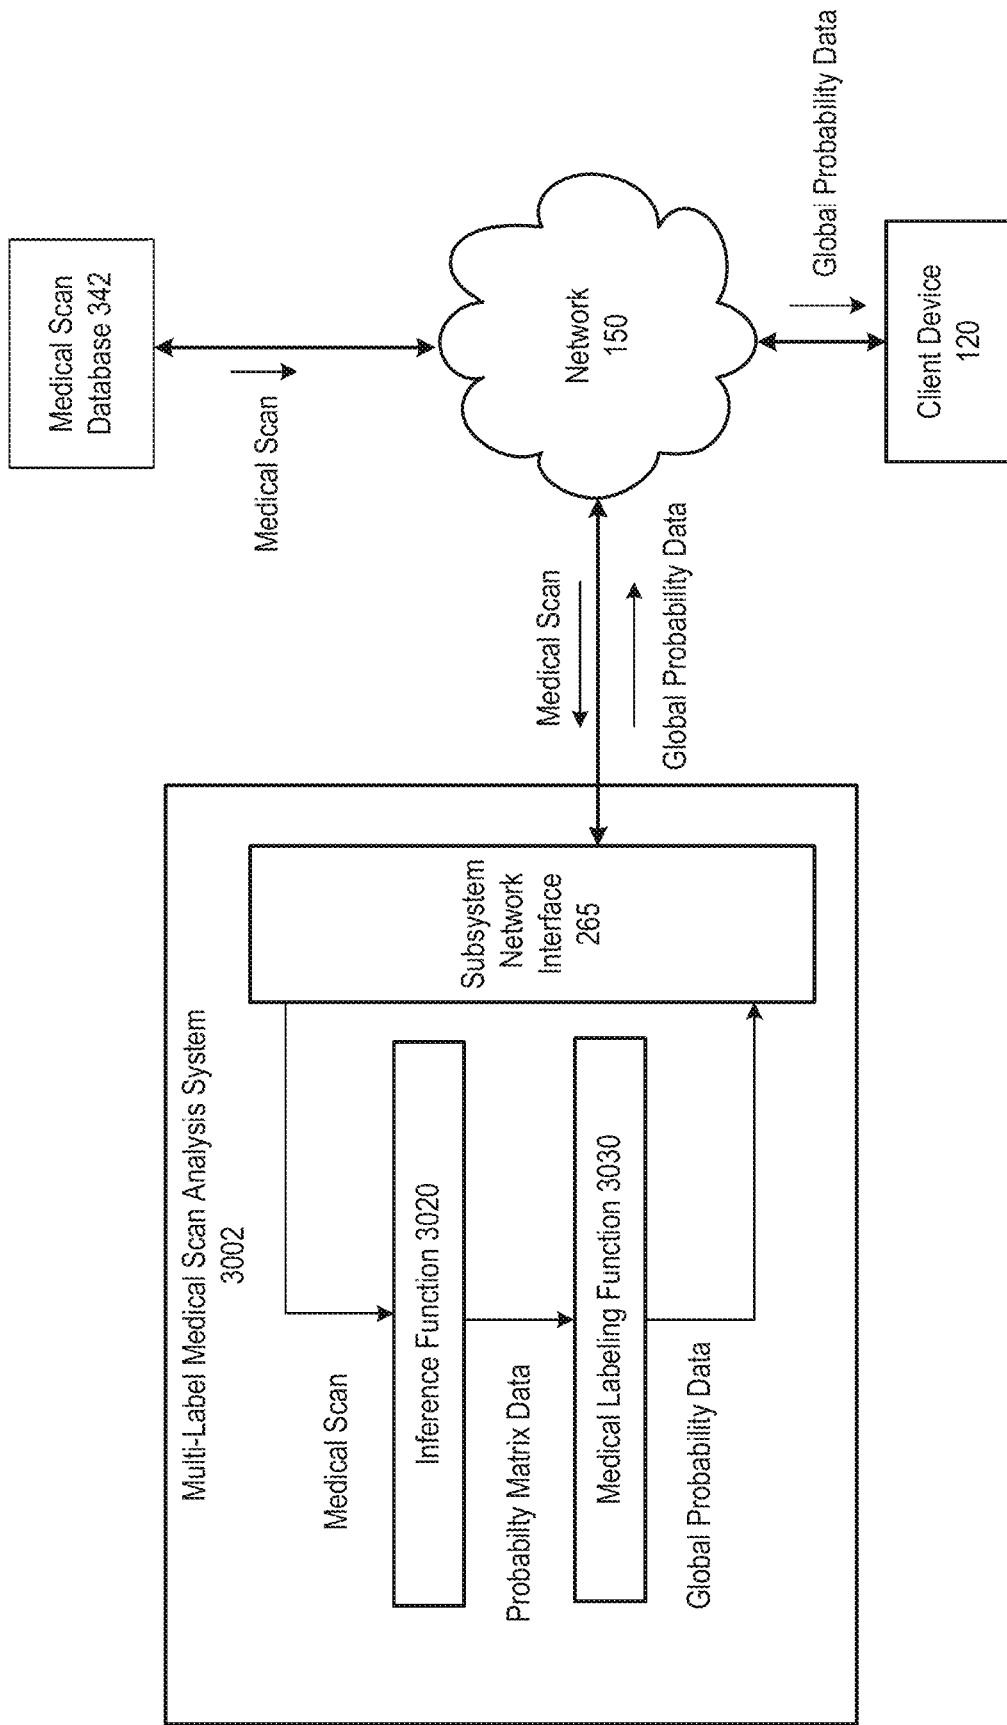 Multi-Label Medical Scan Analysis System
3002
Medical Scan
Inference Function 3020
Probabilty Matrix Data
Medical Labeling Function 3030
Global Probability Data
Subsystem
Network
Interface
265
Medical Scan
Global Probability Data
Medical Scan
Database 342
Medical Scan
Network
150
Global Probability Data
Client Device
120